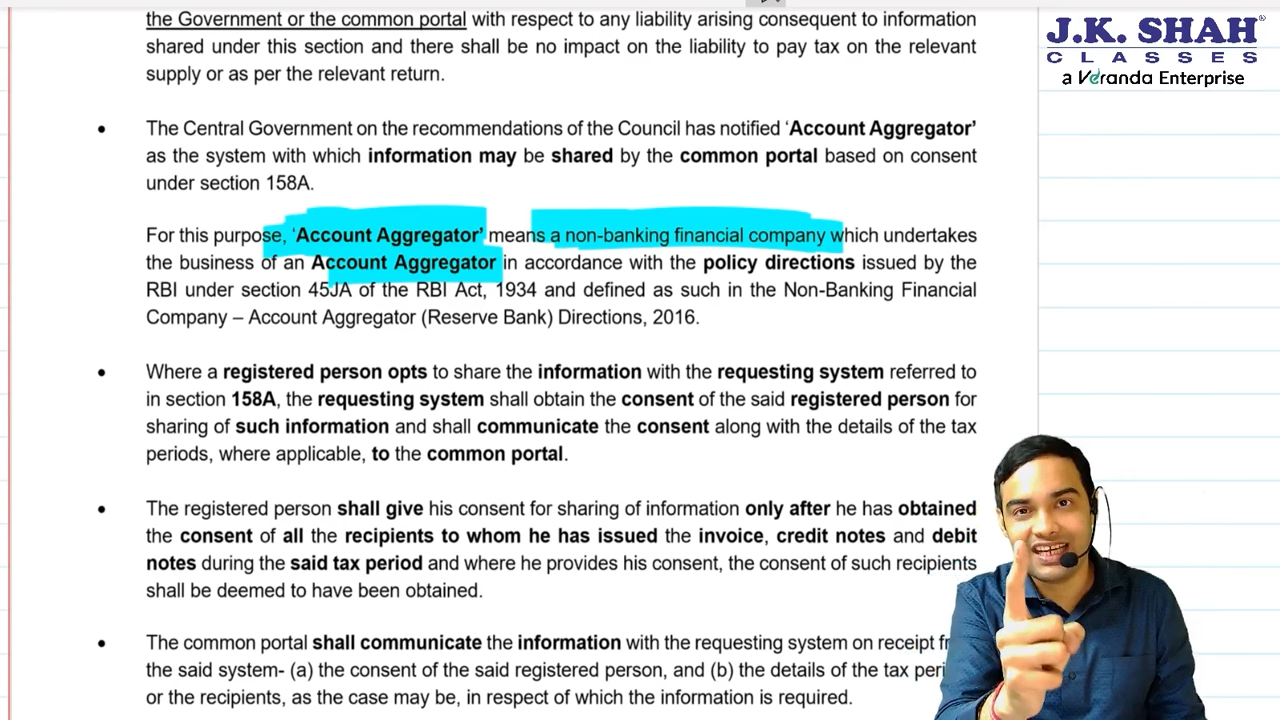 the Government or the common portal with respect to any liability arising consequent to information
shared under this section and there shall be no impact on the liability to pay tax on the relevant
supply or as per the relevant return.
• The Central Government on the recommendations of the Council has notified ‘Account Aggregator’
as the system with which information may be shared by the common portal based on consent
under section 158A.
For this purpose, ‘Account Aggregator’ means a non-banking financial company which undertakes
the business of an Account Aggregator in accordance with the policy directions issued by the
RBI under section 45JA of the RBI Act, 1934 and defined as such in the Non-Banking Financial
Company – Account Aggregator (Reserve Bank) Directions, 2016.
• Where a registered person opts to share the information with the requesting system referred to
in section 158A, the requesting system shall obtain the consent of the said registered person for
sharing of such information and shall communicate the consent along with the details of the tax
periods, where applicable, to the common portal.
• The registered person shall give his consent for sharing of information only after he has obtained
the consent of all the recipients to whom he has issued the invoice, credit notes and debit
notes during the said tax period and where he provides his consent, the consent of such recipients
shall be deemed to have been obtained.
• The common portal shall communicate the information with the requesting system on receipt
the said system- (a) the consent of the said registered person, and (b) the details of the tax
or the recipients, as the case may be, in respect of which the information is required.
J.K. SHAH®
CLASSES
a Veranda Enterprise